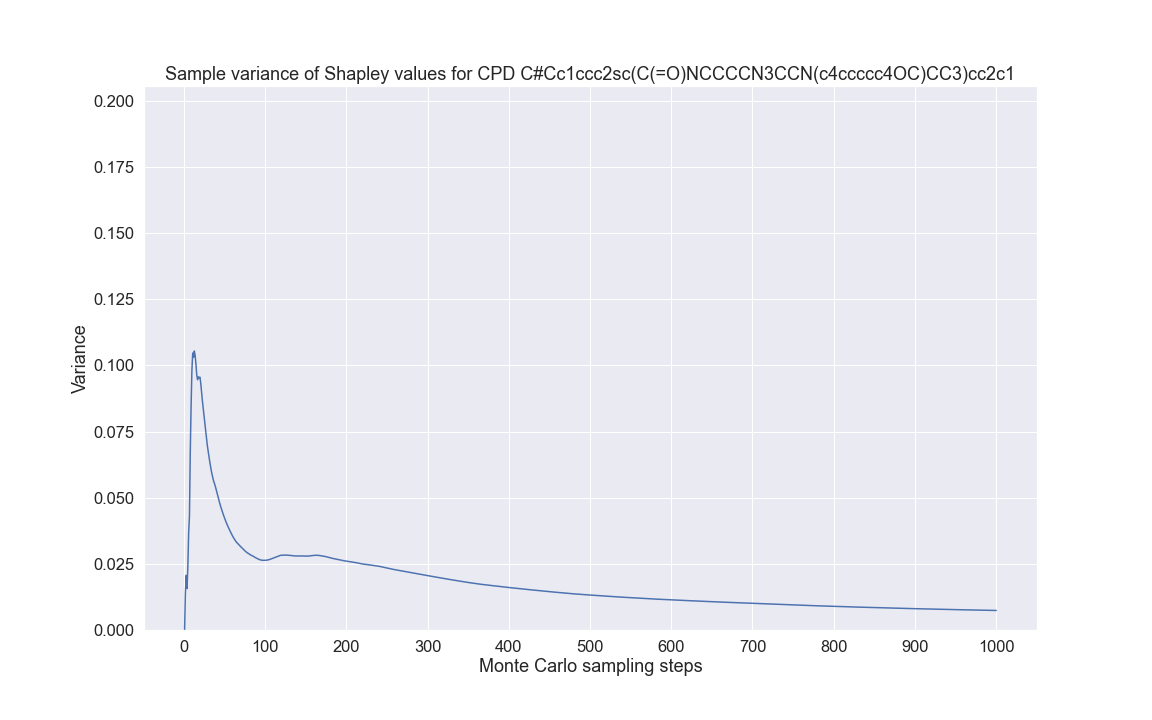 Sample variance of Shapley values for CPD C#Cc1ccc2sc(C(=O)NCCCCN3CCN(c4ccccc4OC)CC3)cc2c1
0.200
0.175
0.150
0.125
0.100
0.075
0.050
0.025
0.000
Variance
0 100 200 300 400 500 600 700 800 900 1000
Monte Carlo sampling steps